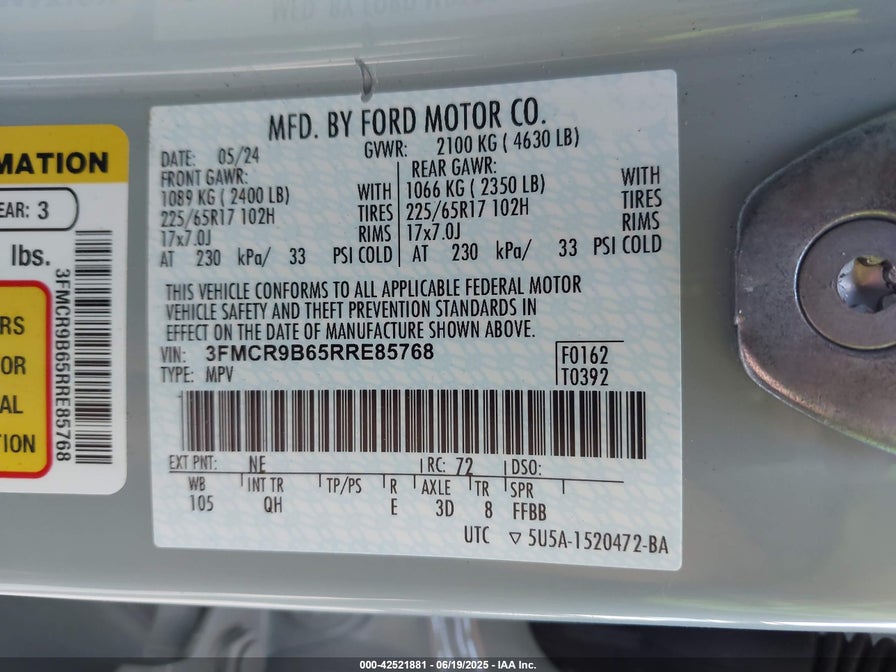 MATION
EAR: 3
lbs.
3FMCR9B65RRE85768
RS
OR
AL
TION
MFD. BY FORD MOTOR CO.
DATE: 05/24 GVWR: 2100 KG ( 4630 LB)
FRONT GAWR: REAR GAWR:
1089 KG ( 2400 LB) WITH 1066 KG ( 2350 LB) WITH
225/65R17 102H TIRES 225/65R17 102H TIRES
17x7.0J RIMS 17x7.0J RIMS
AT 230 kPa/ 33 PSI COLD AT 230 kPa/ 33 PSI COLD
THIS VEHICLE CONFORMS TO ALL APPLICABLE FEDERAL MOTOR
VEHICLE SAFETY AND THEFT PREVENTION STANDARDS IN
EFFECT ON THE DATE OF MANUFACTURE SHOWN ABOVE.
VIN: 3FMCR9B65RRE85768 F0162
TYPE: MPV T0392
EXT PNT: NE RC: 72 DSO:
WB INT TR TP/PS R AXLE TR SPR
105 QH E 3D 8 FFBB
UTC ▽ 5U5A-1520472-BA
000-42521881 - 06/19/2025 - IAA Inc.